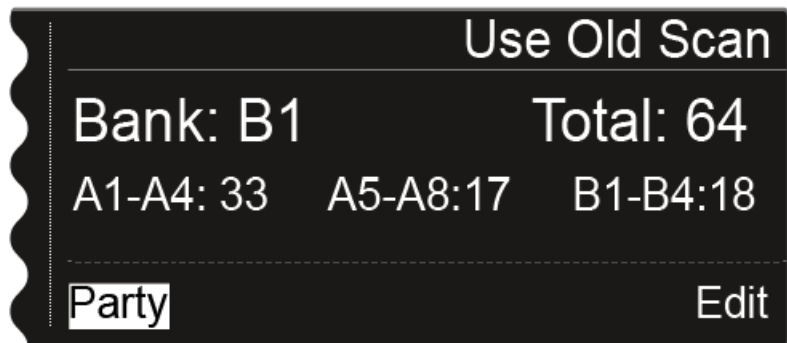 Use Old Scan
Bank: B1 Total: 64
A1-A4: 33 A5-A8:17 B1-B4:18
Party Edit